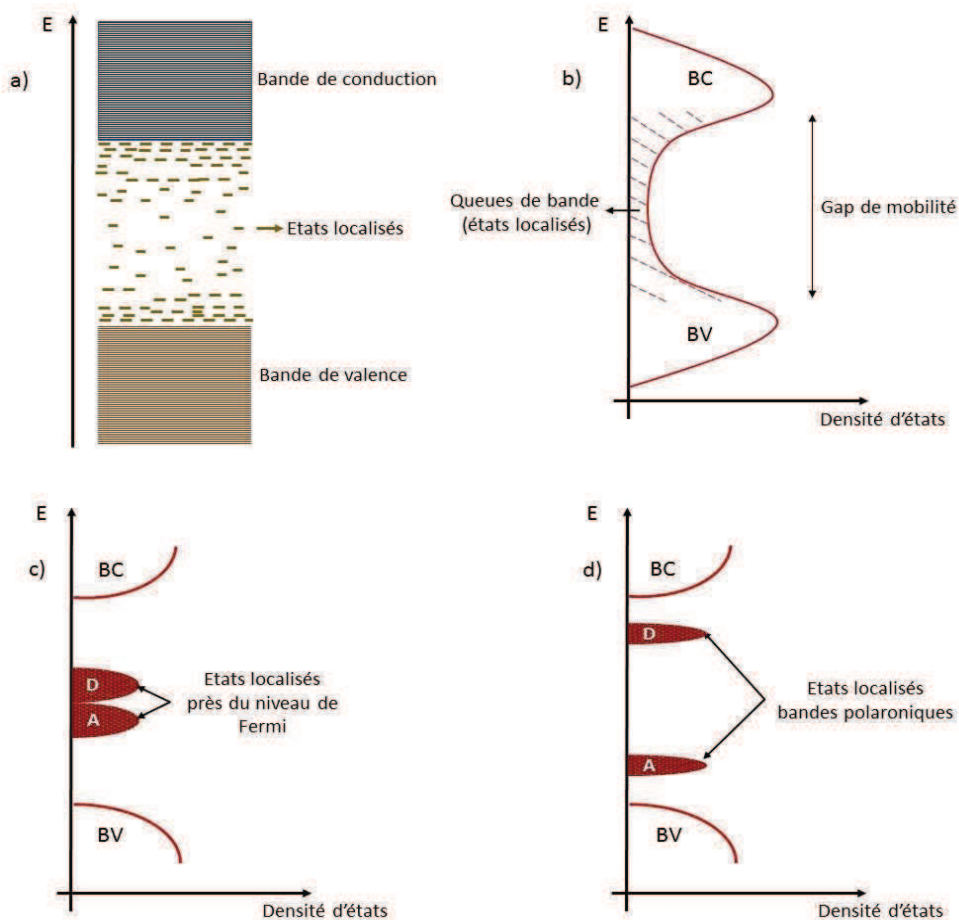 E
a)
Bande de conduction
Etats localisés
Bande de valence
E
b)
BC
Queues de bande
(états localisés)
Gap de mobilité
BV
Densité d'états
E
c)
BC
D
A
Etats localisés
près du niveau de
Fermi
BV
Densité d'états
E
d)
BC
D
Etats localisés
bandes polaroniques
A
BV
Densité d'états